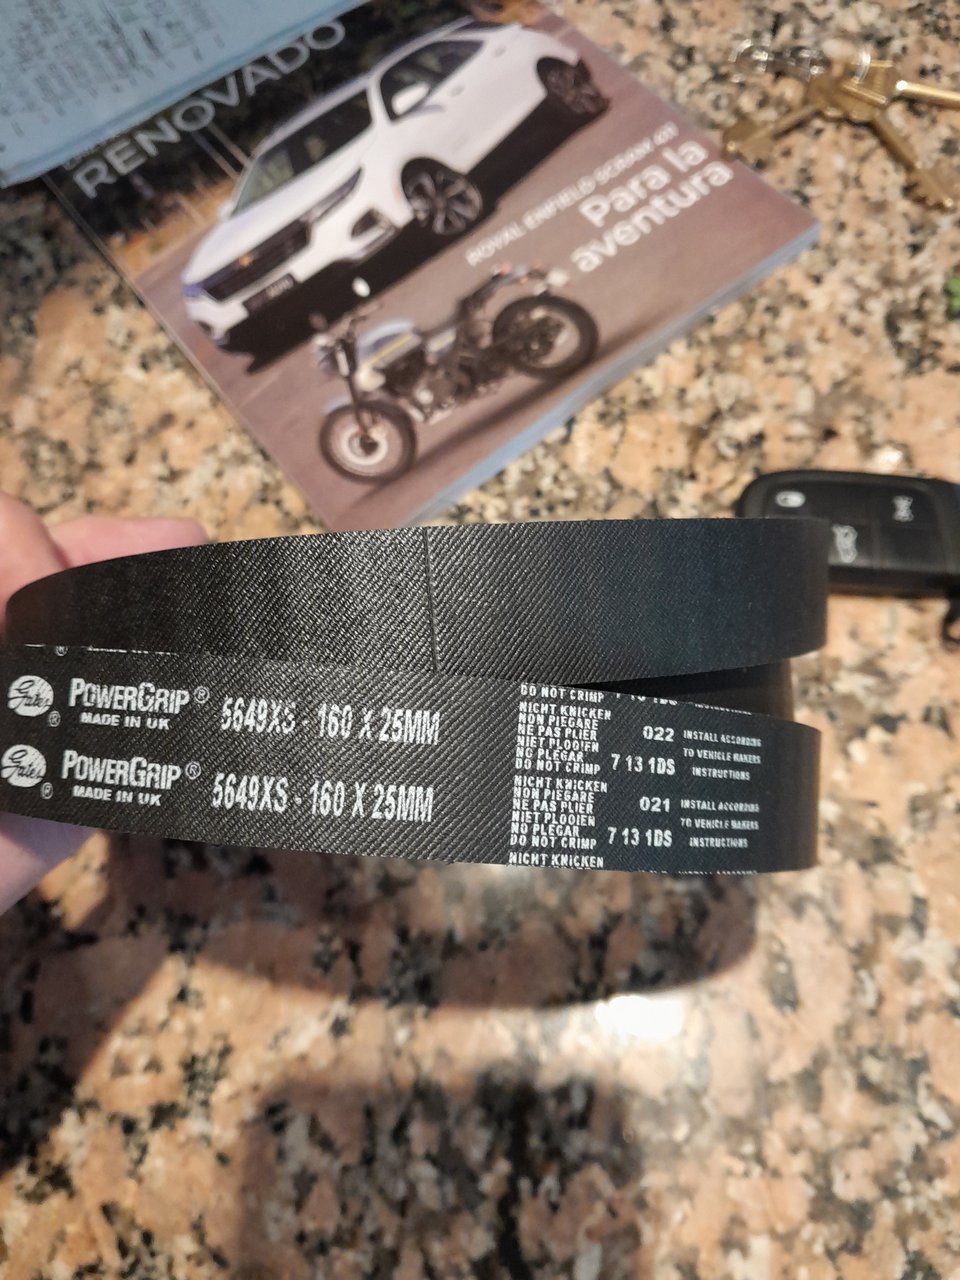 RENOVADO
ROYAL ENFIELD SCRAM 411
Para la
aventura
Gates ® POWERGRIP ®
MADE IN UK
5649XS - 160 X 25MM
DO NOT CRIMP
NICHT KNICKEN
NON PIEGARE
NE PAS PLIER
NIET PLOOIEN
NO PLEGAR
DO NOT CRIMP
022
7 13 1DS
INSTALL ACCORDING
TO VEHICLE MAKERS
INSTRUCTIONS
Gates ® POWERGRIP ®
MADE IN UK
5649XS - 160 X 25MM
NICHT KNICKEN
NON PIEGARE
NE PAS PLIER
NIET PLOOIEN
NO PLEGAR
DO NOT CRIMP
021
7 13 1DS
INSTALL ACCORDING
TO VEHICLE MAKERS
INSTRUCTIONS
NICHT KNICKEN